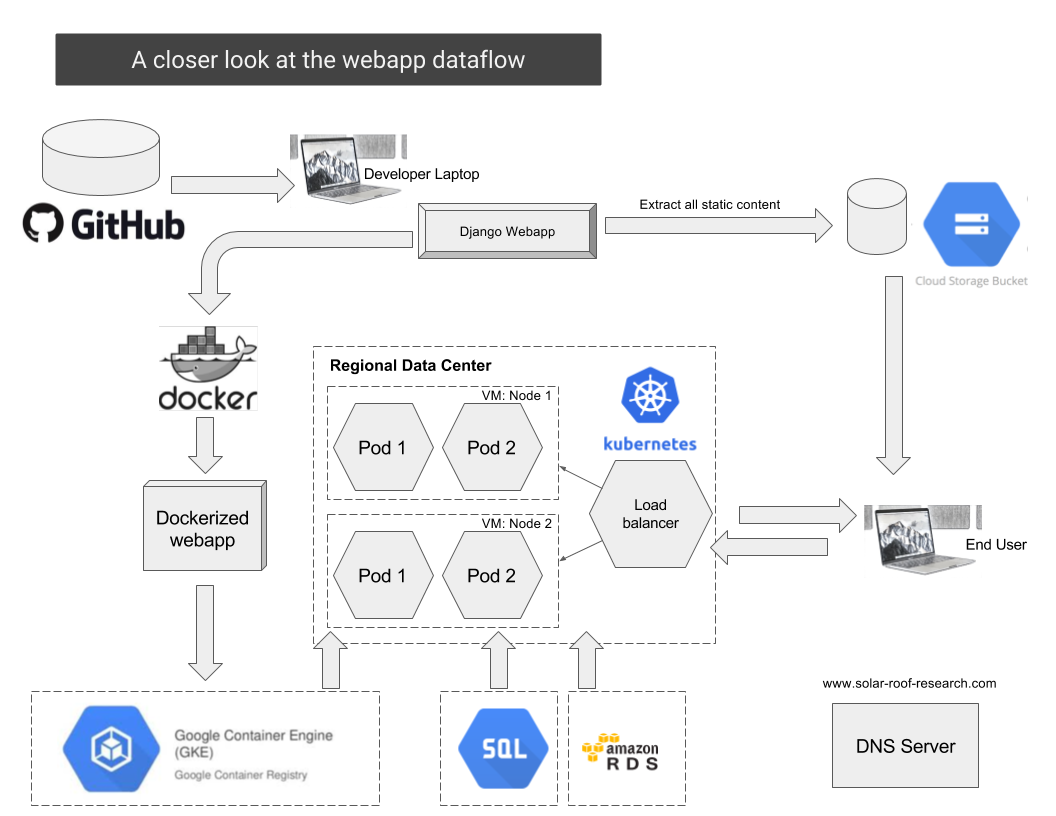 A closer look at the webapp dataflow
Developer Laptop
GitHub
Extract all static content
Django Webapp
Cloud Storage Bucket
docker
Regional Data Center
VM: Node 1
Pod 1
Pod 2
kubernetes
Load
balancer
VM: Node 2
Pod 1
Pod 2
Dockerized
webapp
End User
www.solar-roof-research.com
DNS Server
Google Container Engine
(GKE)
Google Container Registry
SQL
amazon
RDS